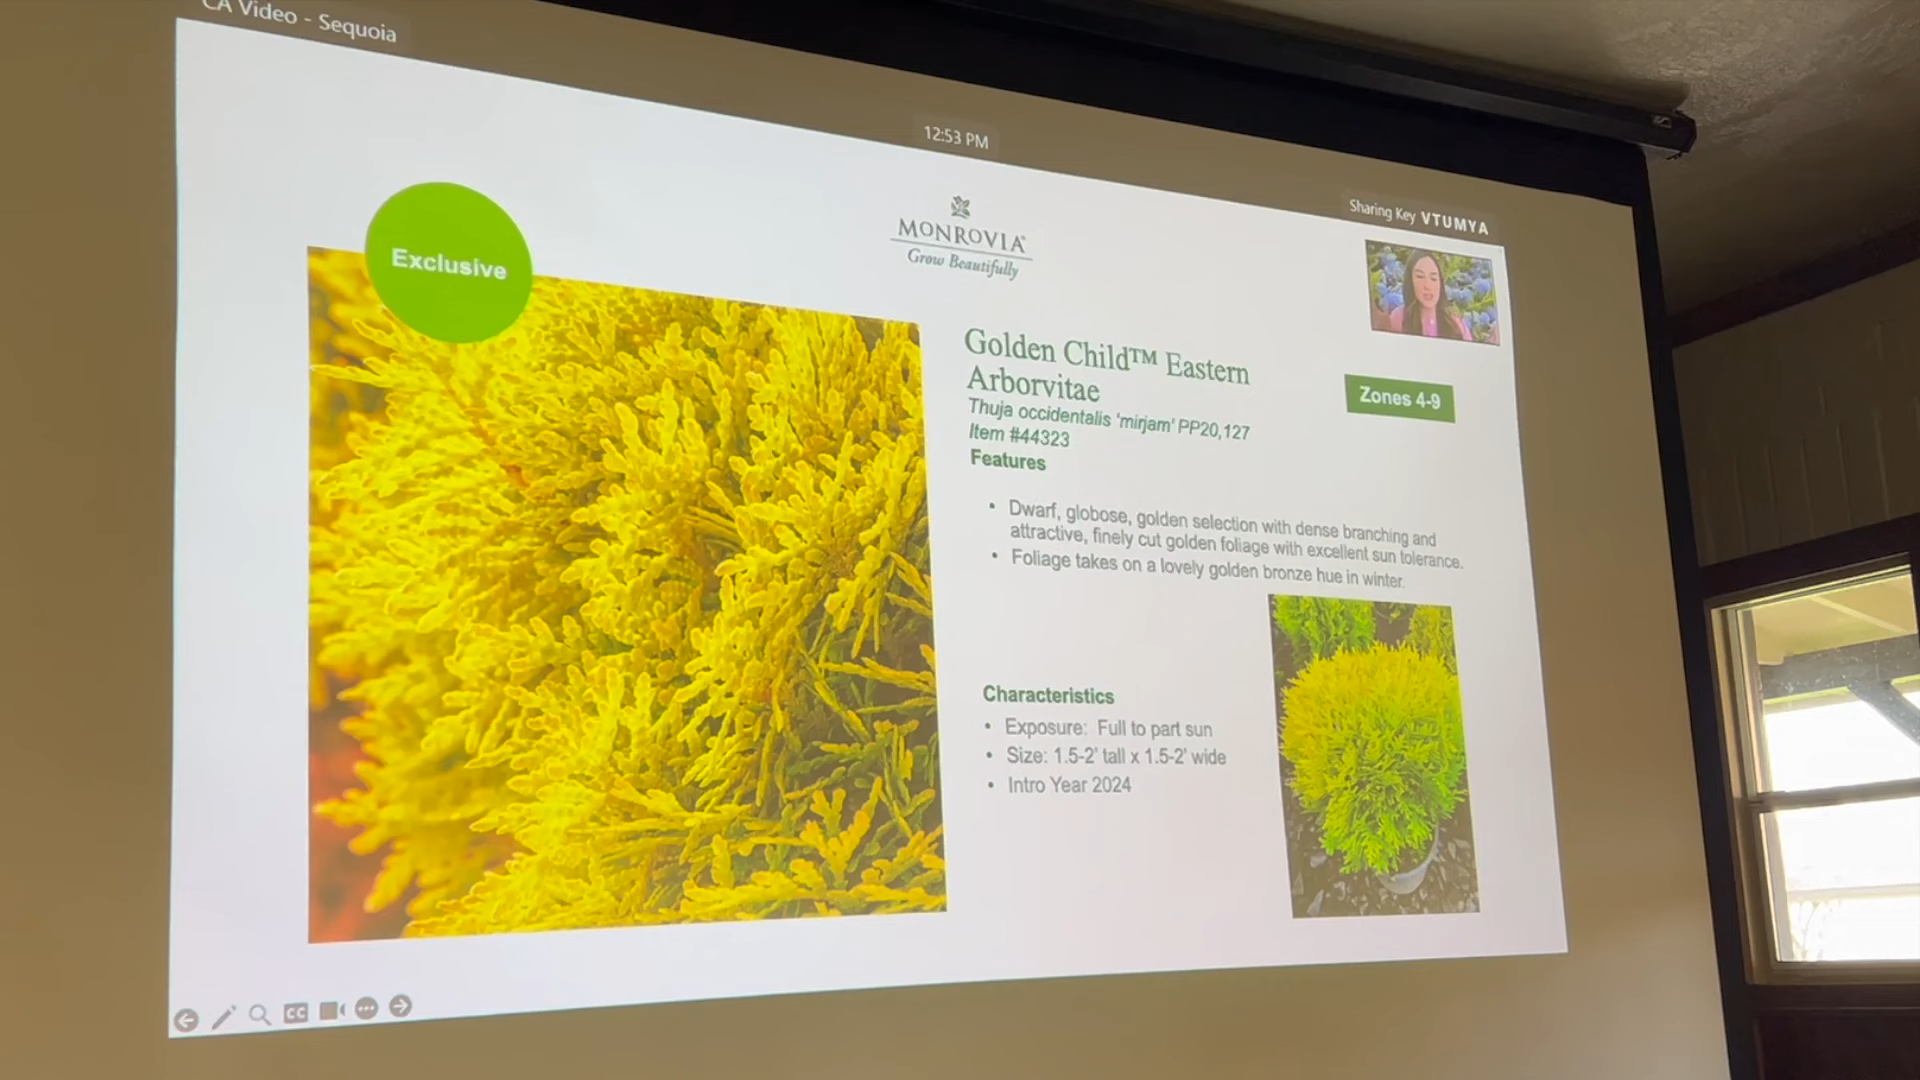 CA Video - Sequoia
12:53 PM
Sharing Key VTUMYA
Exclusive
MONROVIA
Grow Beautifully
Golden Child™ Eastern
Arborvitae
Zones 4-9
Thuja occidentalis 'mirjam' PP20,127
Item #44323
Features
• Dwarf, globose, golden selection with dense branching and
attractive, finely cut golden foliage with excellent sun tolerance.
• Foliage takes on a lovely golden bronze hue in winter.
Characteristics
• Exposure: Full to part sun
• Size: 1.5-2' tall x 1.5-2' wide
• Intro Year 2024
CC